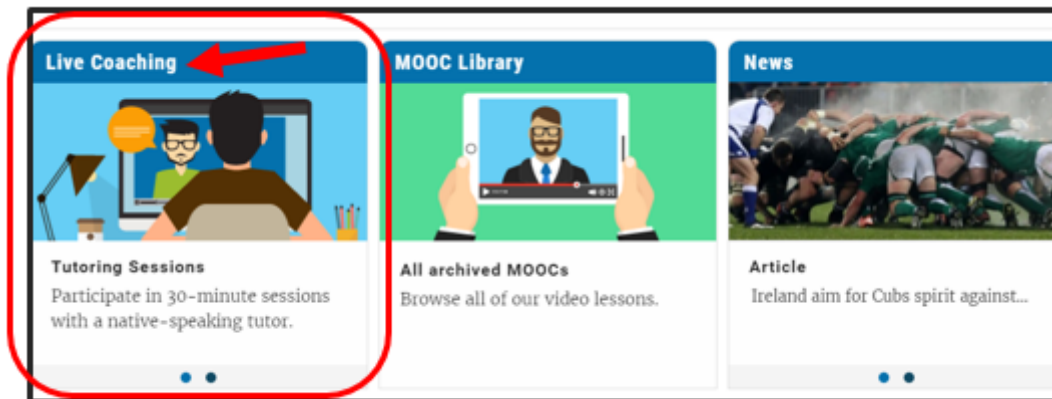 Live Coaching
Tutoring Sessions
Participate in 30-minute sessions
with a native-speaking tutor.
MOOC Library
All archived MOOCs
Browse all of our video lessons.
News
Article
Ireland aim for Cubs spirit against...